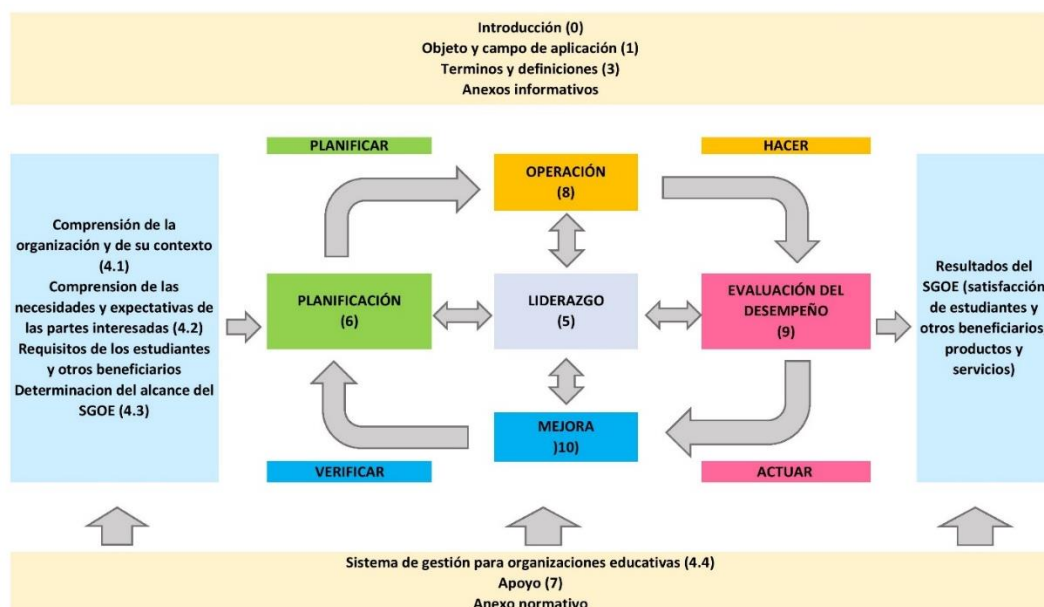 Introducción (0)
Objeto y campo de aplicación (1)
Terminos y definiciones (3)
Anexos informativos
PLANIFICAR
HACER
OPERACIÓN
(8)
Comprensión de la
organización y de su contexto
(4.1)
Comprension de las
necesidades y expectativas de
las partes interesadas (4.2)
Requisitos de los estudiantes
y otros beneficiarios
Determinacion del alcance del
SGOE (4.3)
PLANIFICACIÓN
(6)
LIDERAZGO
(5)
EVALUACIÓN DEL
DESEMPEÑO
(9)
Resultados del
SGOE (satisfacción
de estudiantes y
otros beneficiarios,
productos y
servicios)
MEJORA
)10)
VERIFICAR
ACTUAR
Sistema de gestión para organizaciones educativas (4.4)
Apoyo (7)
Anexo normativo